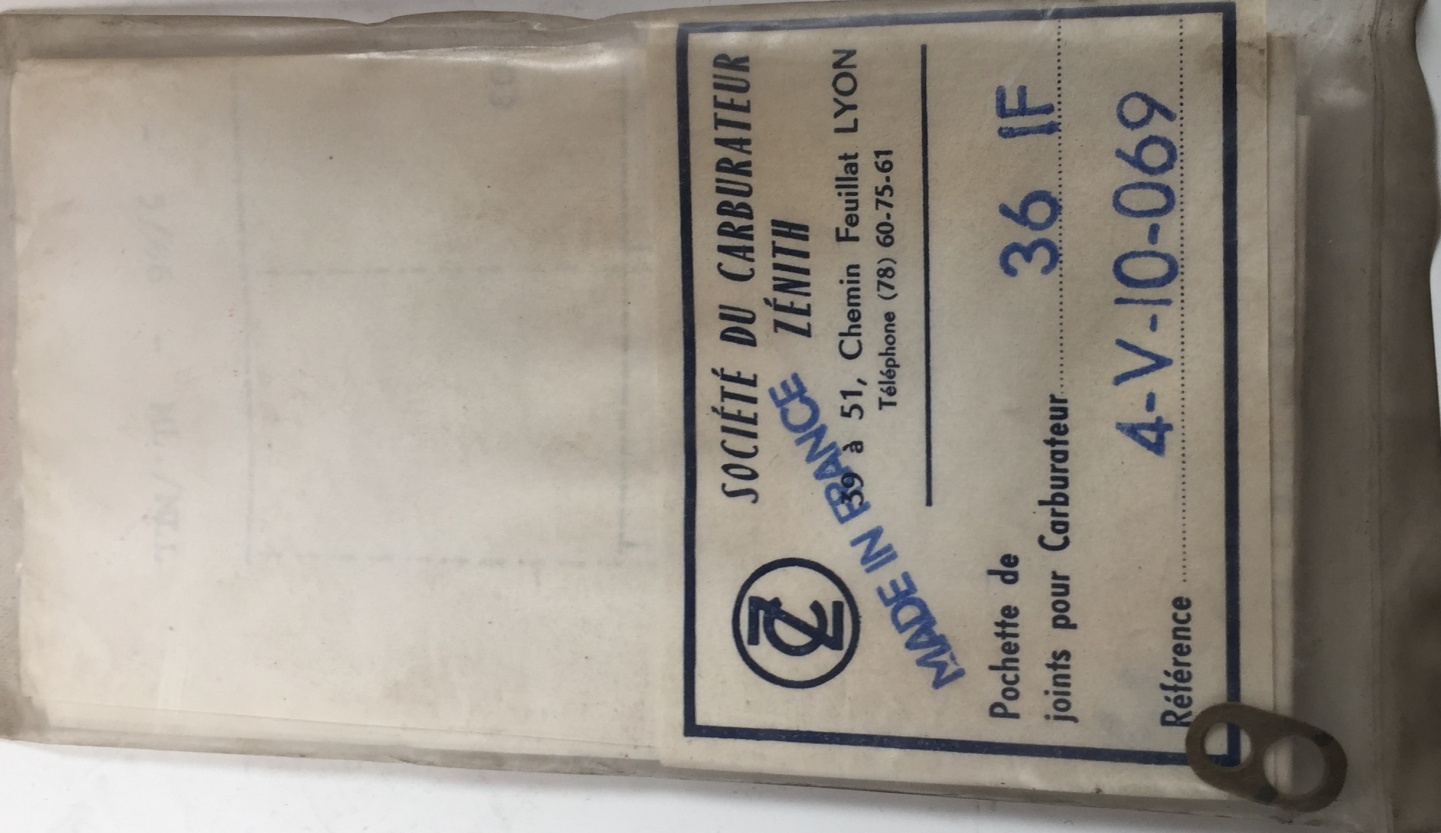 SOCIÉTÉ DU CARBURATEUR
ZÉNITH
39 à 51, Chemin Feuillat LYON
Téléphone (78) 60-75-61
MADE IN FRANCE
Pochette de
joints pour Carburateur 36 IF
Référence 4-V-10-069